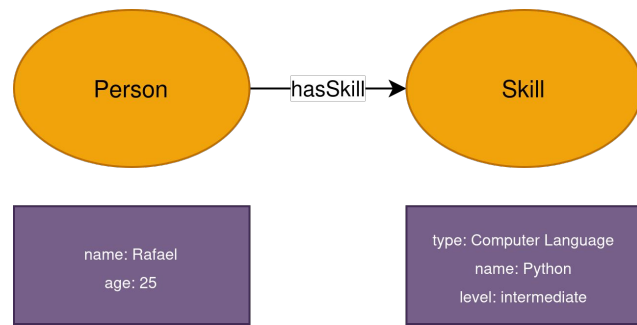 Person
hasSkill
Skill
name: Rafael
age: 25
type: Computer Language
name: Python
level: intermediate